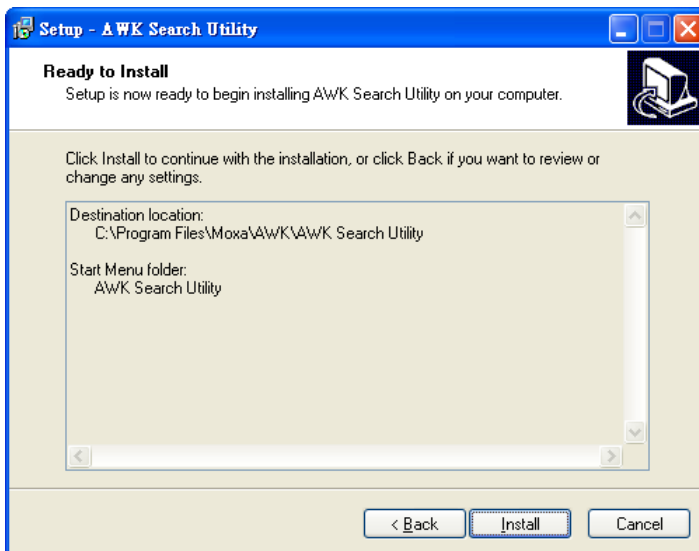 Setup - AWK Search Utility
Ready to Install
Setup is now ready to begin installing AWK Search Utility on your computer.
Click Install to continue with the installation, or click Back if you want to review or
change any settings.
Destination location:
C:\Program Files\Moxa\AWK\AWK Search Utility
Start Menu folder:
AWK Search Utility
< Back
Install
Cancel